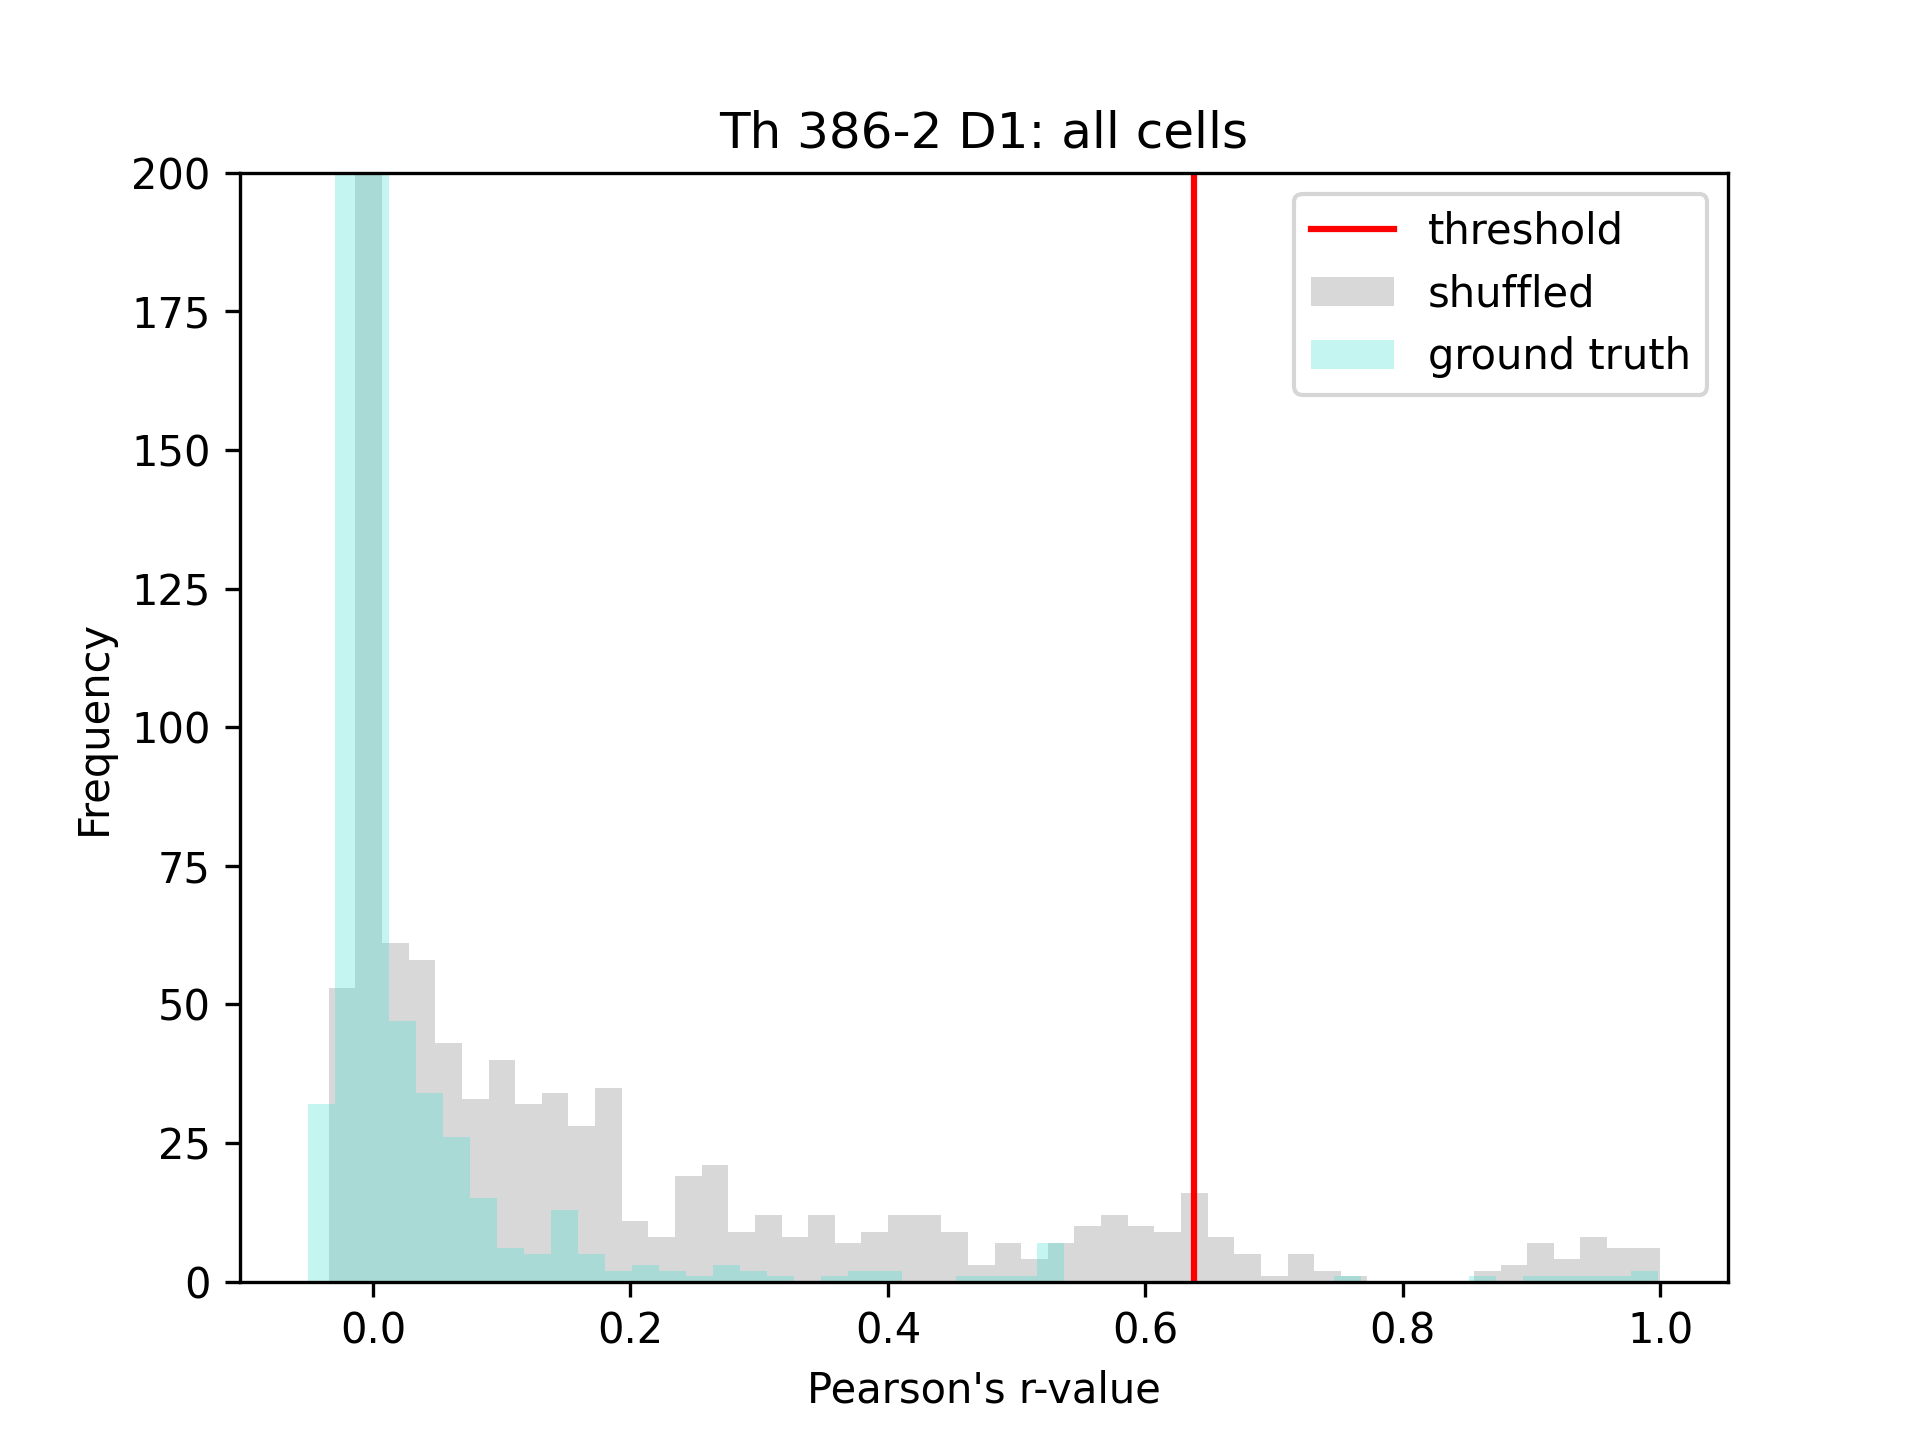 Th 386-2 D1: all cells
200
175
150
125
100
75
50
25
0
Frequency
threshold
shuffled
ground truth
0.0 0.2 0.4 0.6 0.8 1.0
Pearson's r-value